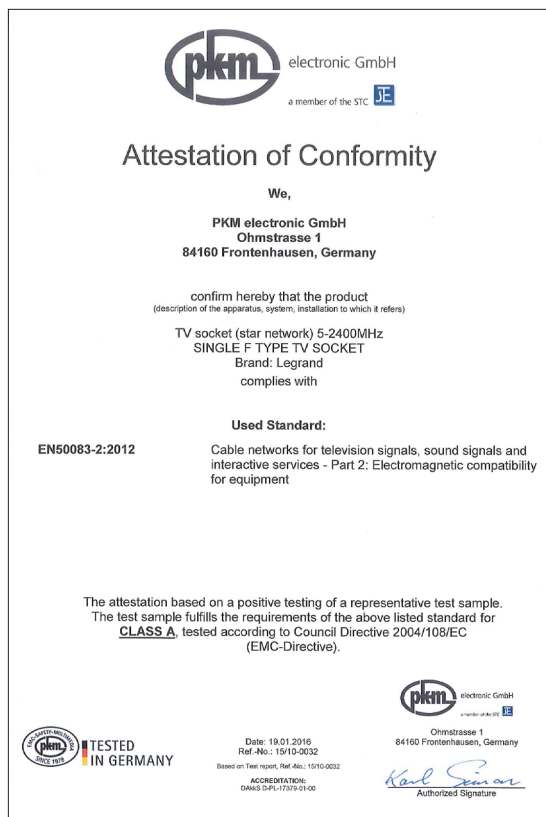 pkm
electronic GmbH
a member of the STC
Attestation of Conformity
We,
PKM electronic GmbH
Ohmstrasse 1
84160 Frontenhausen, Germany
confirm hereby that the product
(description of the apparatus, system, installation to which it refers)
TV socket (star network) 5-2400MHz
SINGLE F TYPE TV SOCKET
Brand: Legrand
complies with
Used Standard:
EN50083-2:2012
Cable networks for television signals, sound signals and
interactive services - Part 2: Electromagnetic compatibility
for equipment
The attestation based on a positive testing of a representative test sample.
The test sample fulfills the requirements of the above listed standard for
CLASS A, tested according to Council Directive 2004/108/EC
(EMC-Directive).
EMC-SAFETY-MULTIMEDIA
pkm
SINCE 1978
TESTED
IN GERMANY
Date: 19.01.2016
Ref.-No.: 15/10-0032
Based on Test report, Ref.-No.: 15/10-0032
ACCREDITATION:
DAkkS D-PL-17379-01-00
pkm
electronic GmbH
a member of the STC
Ohmstrasse 1
84160 Frontenhausen, Germany
Authorized Signature